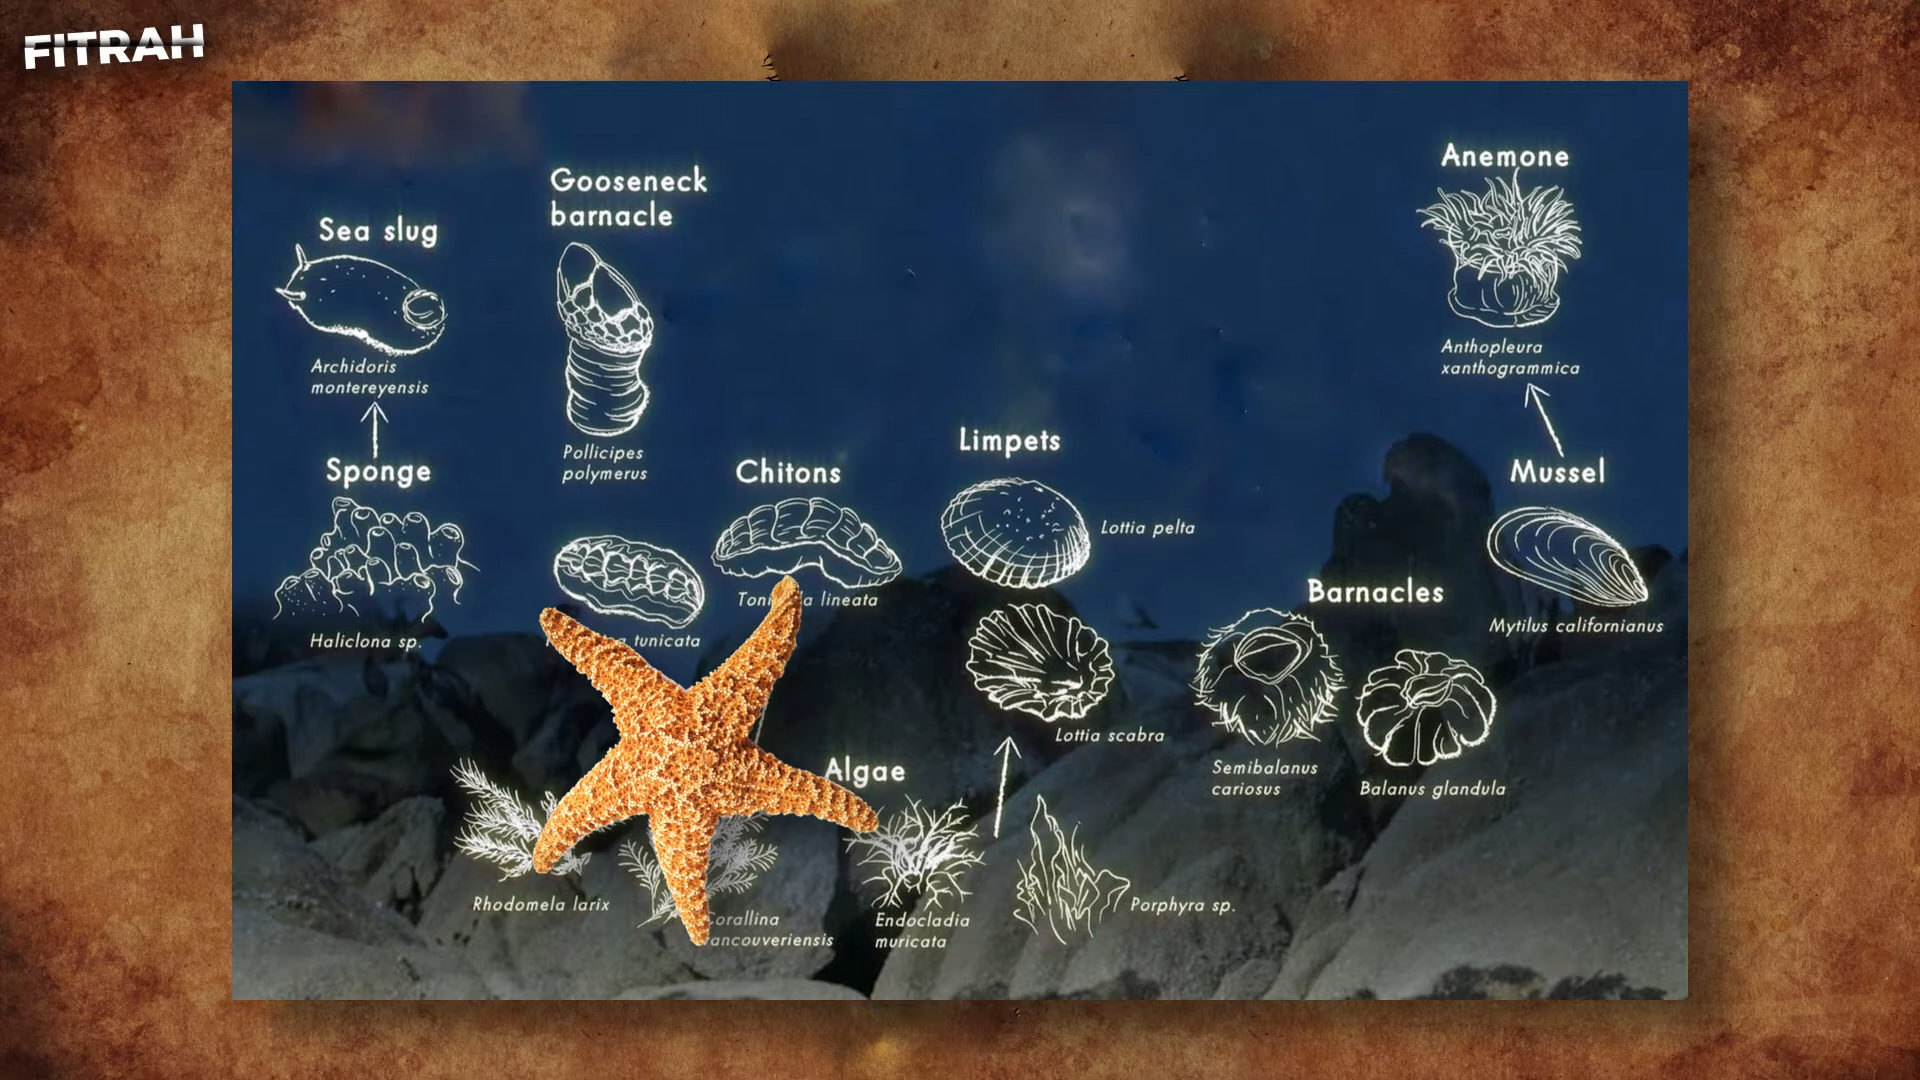 FITRAH
Anemone
Gooseneck
barnacle
Sea slug
Archidoris
montereyensis
Anthopleura
xanthogrammica
Limpets
Pollicipes
polymerus
Sponge
Chitons
Mussel
Lottia pelta
Barnacles
lineata
Haliclona sp.
tunicata
Mytilus californianus
Lottia scabra
Algae
Semibalanus
cariosus
Balanus glandula
Rhodomela larix
Corallina
vancouveriensis
Endocladia
muricata
Porphyra sp.